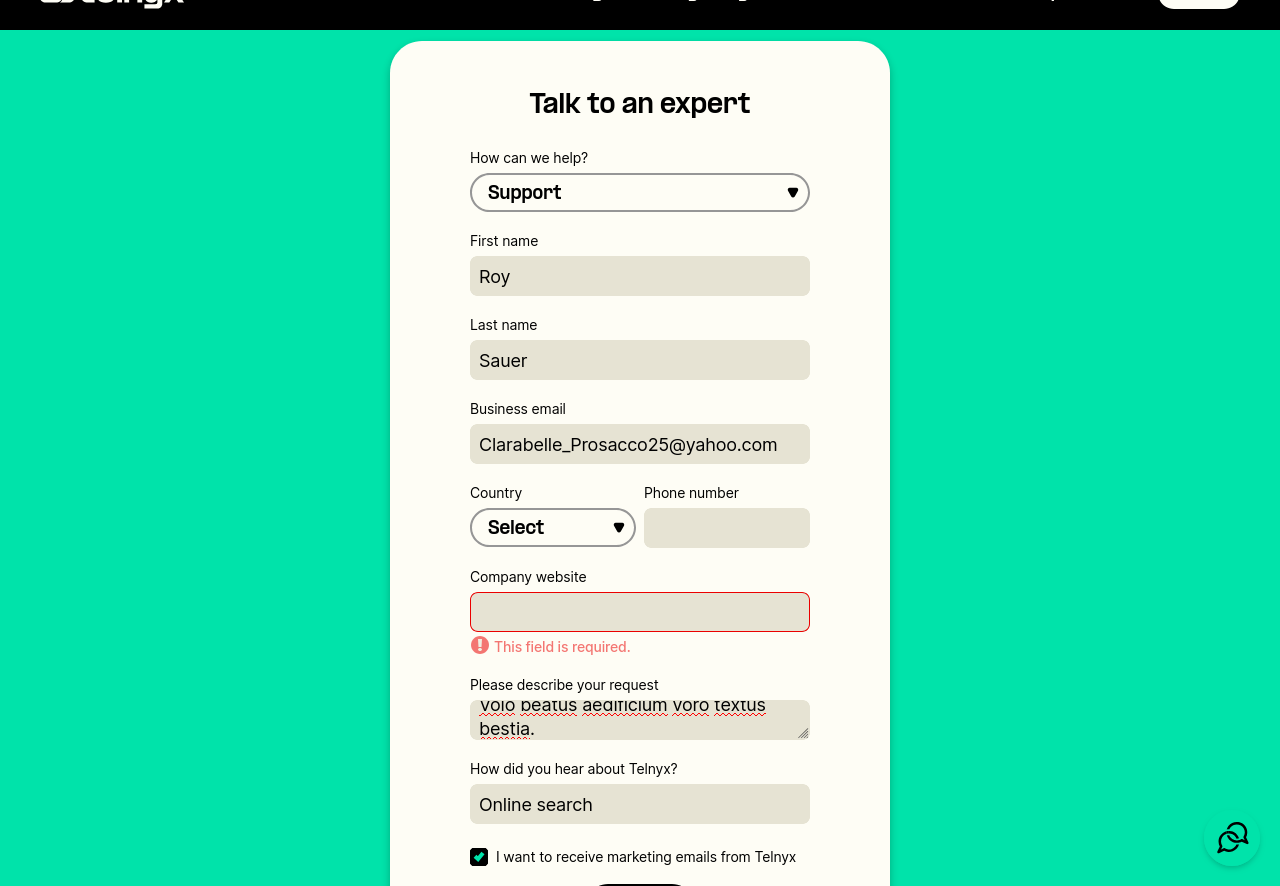 Talk to an expert
How can we help?
Support
First name
Roy
Last name
Sauer
Business email
Clarabelle_Prosacco25@yahoo.com
Country
Phone number
Select
Company website
This field is required.
Please describe your request
Volo beatus aedificium voro textus
bestia.
How did you hear about Telnyx?
Online search
I want to receive marketing emails from Telnyx